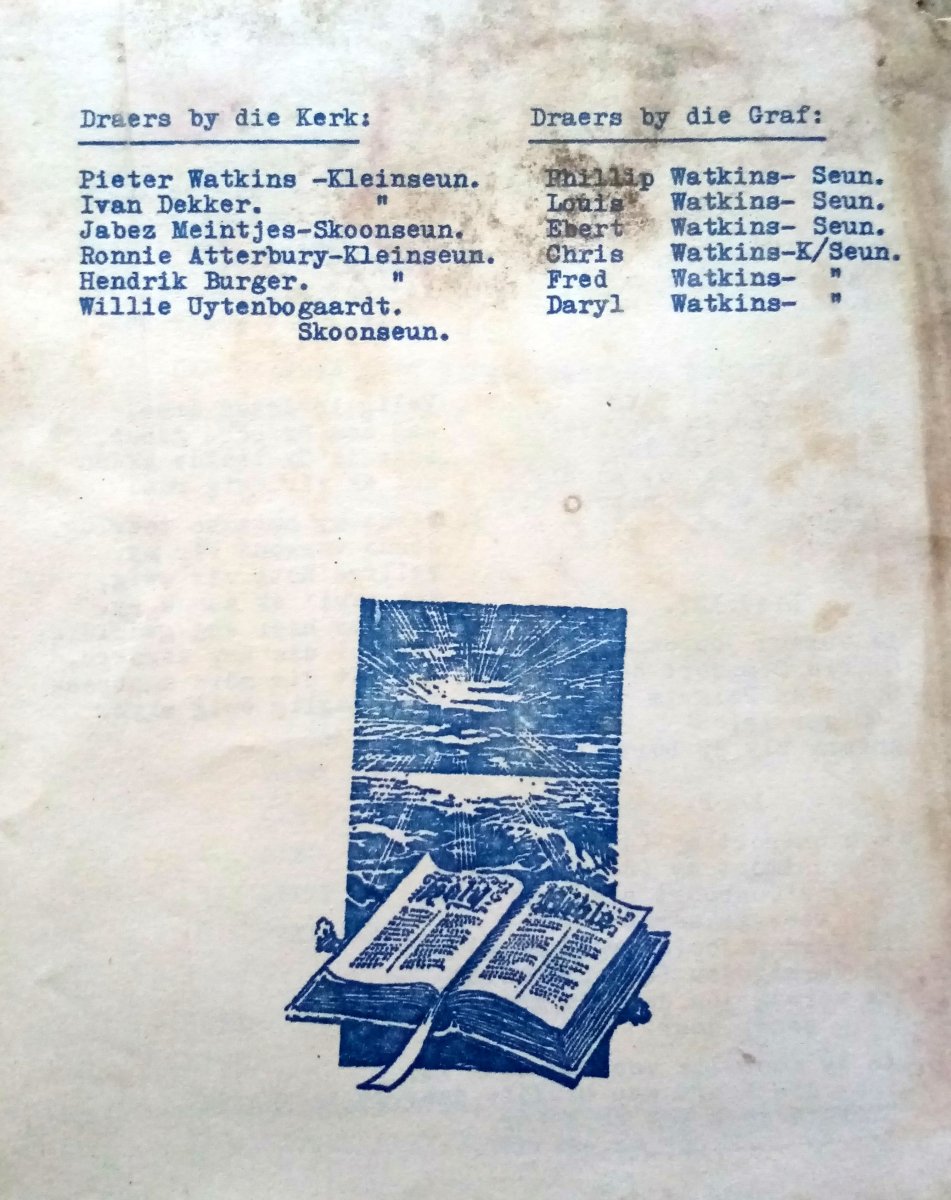 Draers by die Kerk:
Pieter Watkins -Kleinseun.
Ivan Dekker. "
Jabez Meintjes-Skoonseun.
Ronnie Atterbury-Kleinseun.
Hendrik Burger. "
Willie Uytenbogaardt.
Skoonseun.
Draers by die Graf:
Phillip Watkins- Seun.
Louis Watkins- Seun.
Ebert Watkins- Seun.
Chris Watkins-K/Seun.
Fred Watkins- "
Daryl Watkins- "
Holy Bible